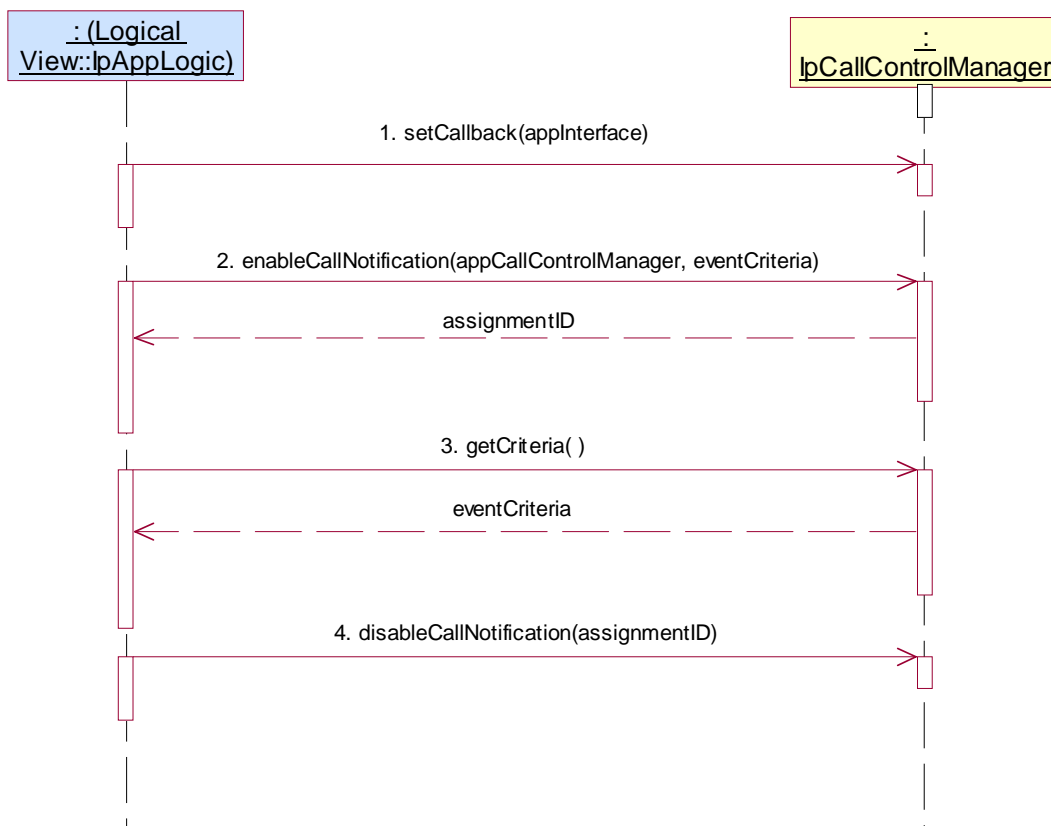 : (Logical
View::IpAppLogic)
:
IpCallControlManager
1. setCallback(appInterface)
2. enableCallNotification(appCallControlManager, eventCriteria)
assignmentID
3. getCriteria( )
eventCriteria
4. disableCallNotification(assignmentID)